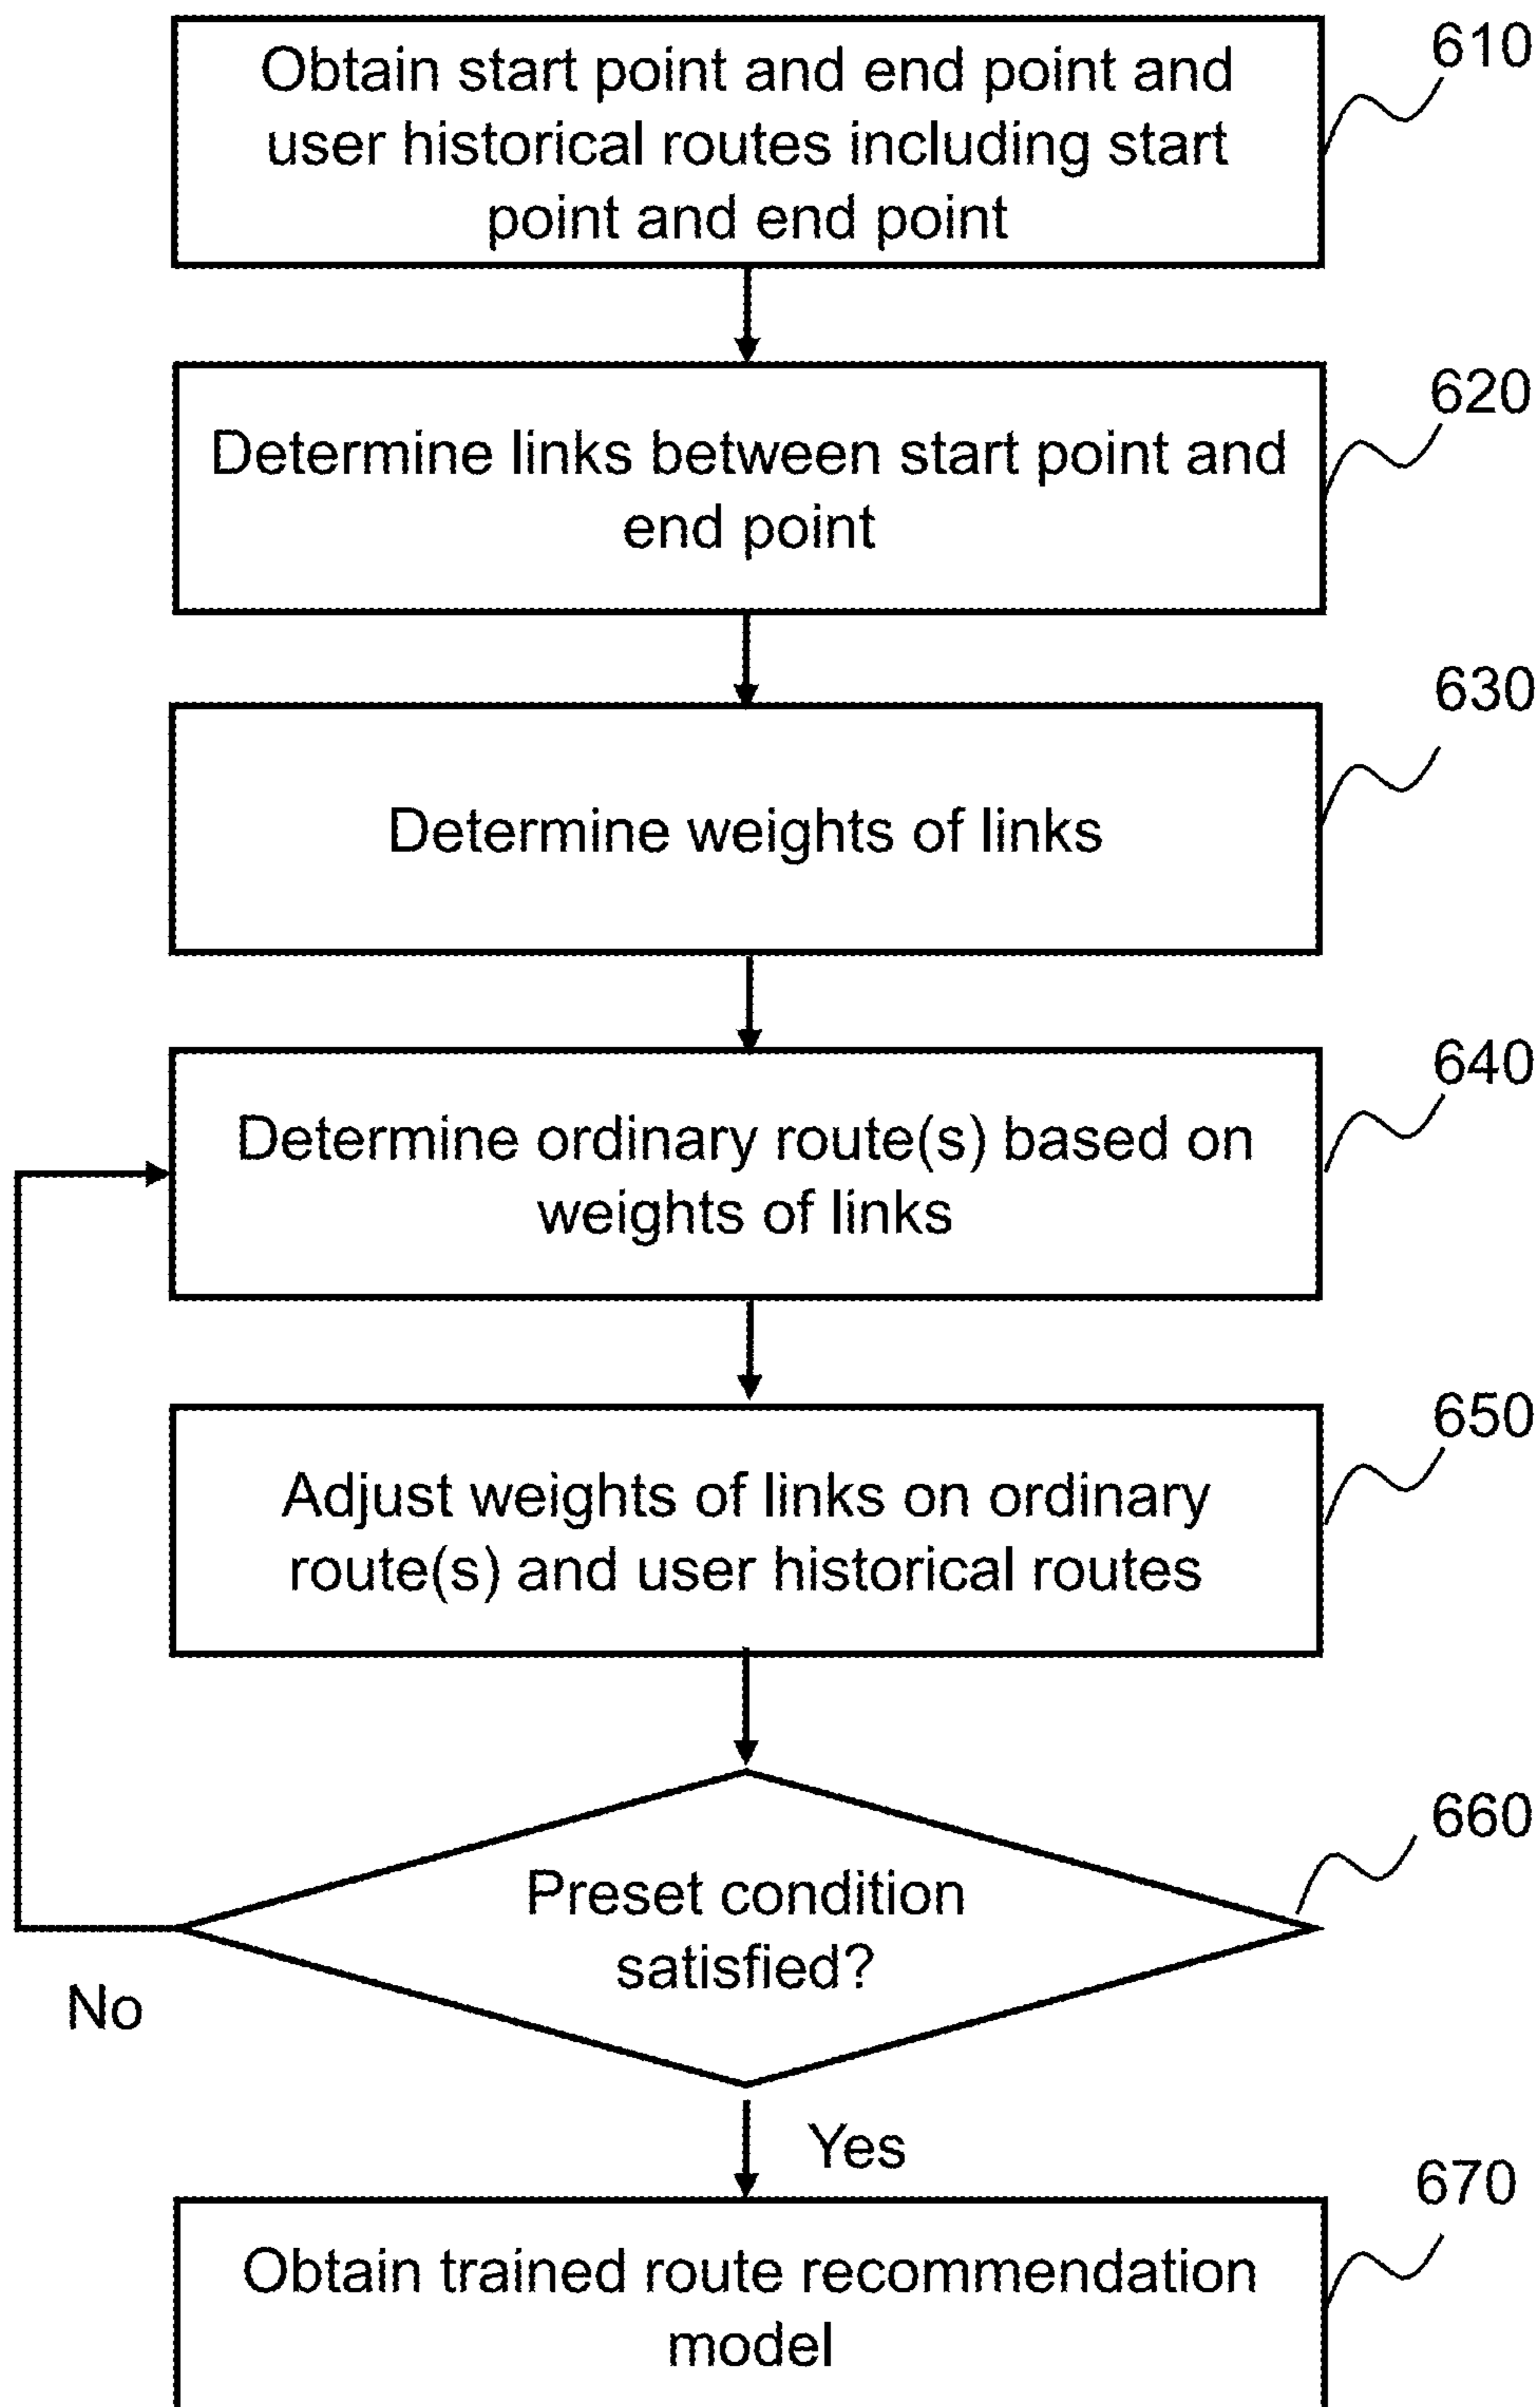 610
Obtain start point and end point and
user historical routes including start
point and end point
620
Determine links between start point and
end point
630
Determine weights of links
640
Determine ordinary route(s) based on
weights of links
650
Adjust weights of links on ordinary
route(s) and user historical routes
660
Preset condition
satisfied?
No
Yes
670
Obtain trained route recommendation
model